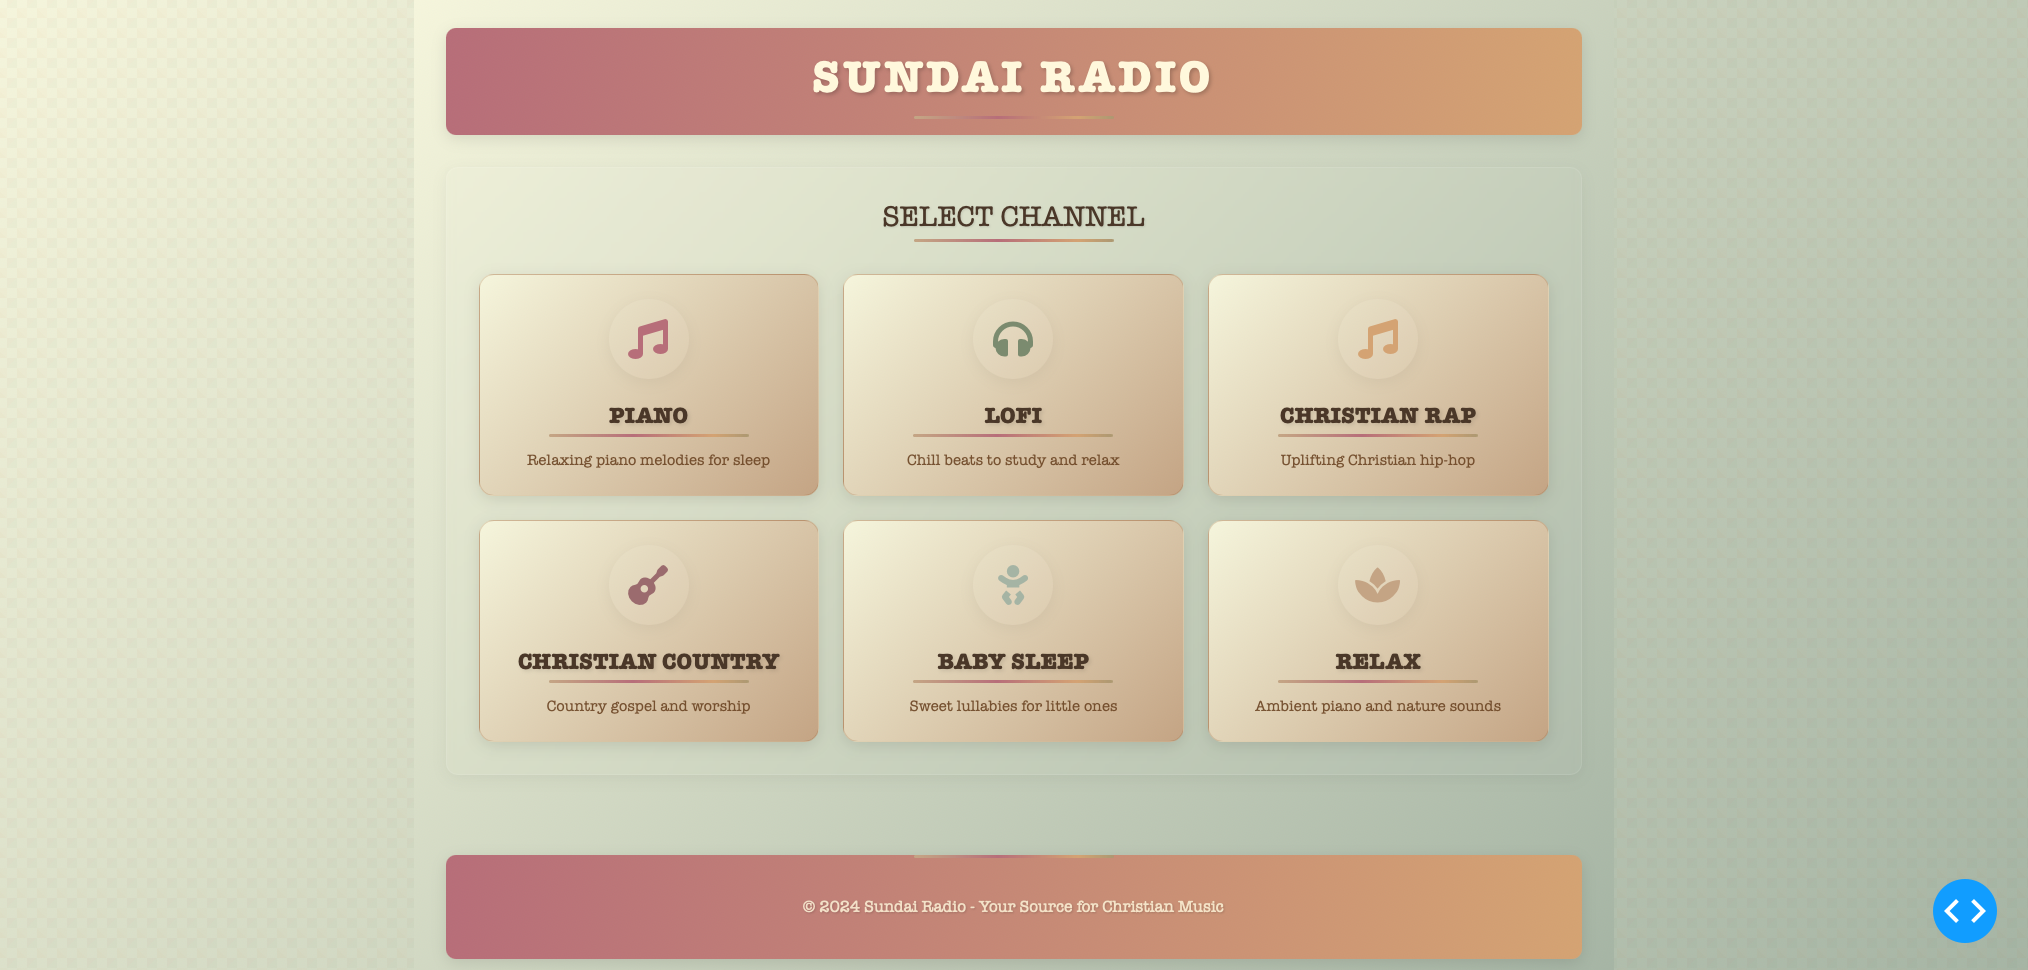 SUNDAI RADIO
SELECT CHANNEL
PIANO
Relaxing piano melodies for sleep
LOFI
Chill beats to study and relax
CHRISTIAN RAP
Uplifting Christian hip-hop
CHRISTIAN COUNTRY
Country gospel and worship
BABY SLEEP
Sweet lullabies for little ones
RELAX
Ambient piano and nature sounds
© 2024 Sundai Radio - Your Source for Christian Music